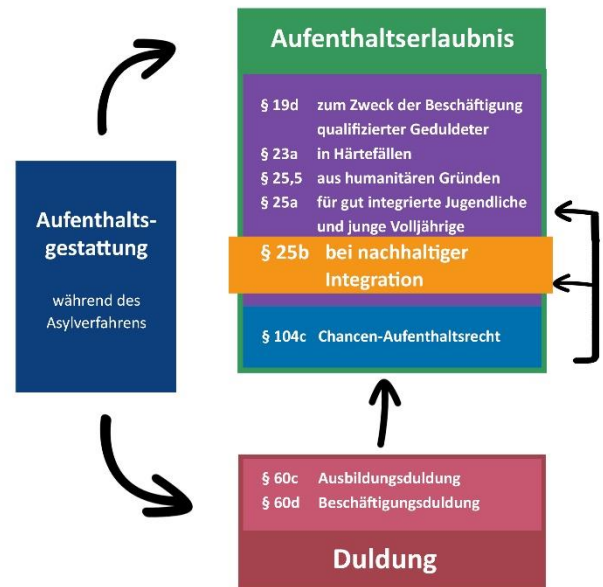 Aufenthaltserlaubnis
§ 19d zum Zweck der Beschäftigung
qualifizierter Geduldeter
§ 23a in Härtefällen
§ 25,5 aus humanitären Gründen
§ 25a für gut integrierte Jugendliche
und junge Volljährige
§ 25b bei nachhaltiger
Integration
§ 104c Chancen-Aufenthaltsrecht
Aufenthalts-
gestattung
während des
Asylverfahrens
§ 60c Ausbildungsduldung
§ 60d Beschäftigungsduldung
Duldung